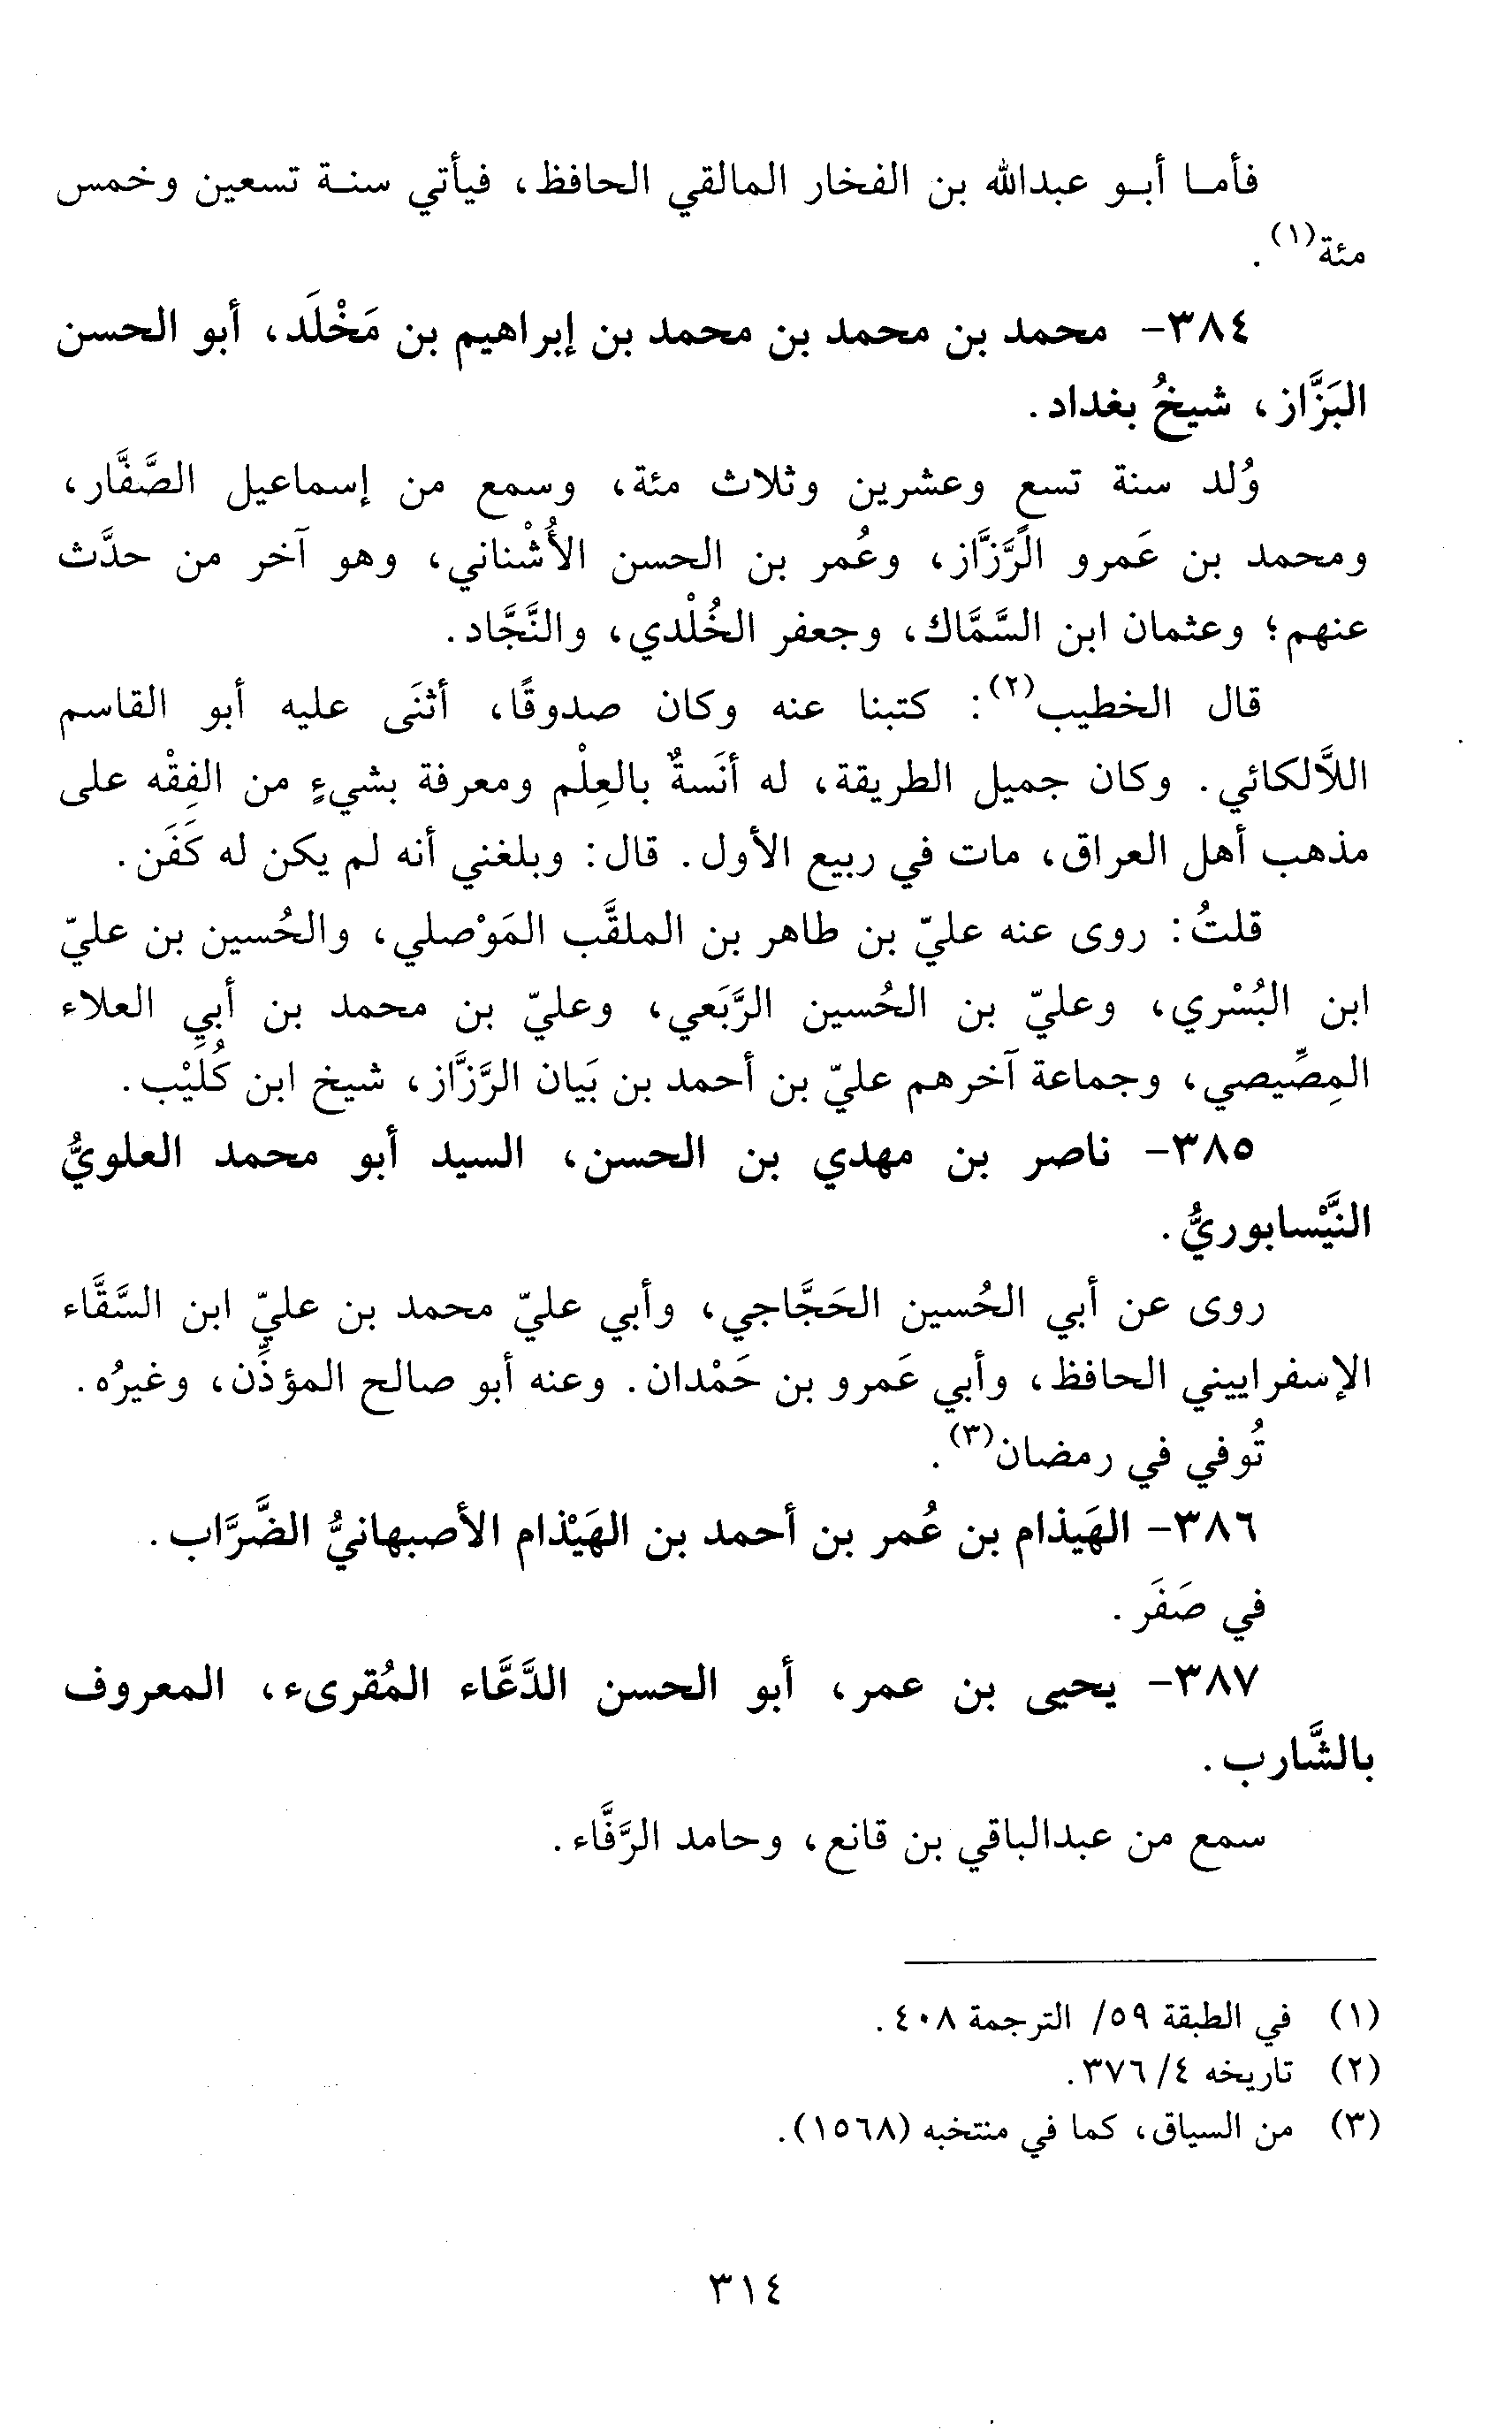 فأما أبو عبدالله بن الفخار المالقي الحافظ، فيأتي سنة تسعين وخمس
مئة(١).
٣٨٤- محمد بن محمد بن محمد بن إبراهيم بن مَخْلَد، أبو الحسن
البَزَّاز، شيخُ بغداد.
وُلد سنة تسع وعشرين وثلاث مئة، وسمع من إسماعيل الصَّفَّار،
ومحمد بن عَمرو الرَّزَّاز، وعُمر بن الحسن الأُشْناني، وهو آخر من حدَّث
عنهم؛ وعثمان ابن السَّمَّاك، وجعفر الخُلْدي، والنَّجَّاد.
قال الخطيب(٢): كتبنا عنه وكان صدوقًا، أثنَى عليه أبو القاسم
اللاَّلكائي. وكان جميل الطريقة، له أنَسةٌ بالعِلْم ومعرفة بشيءٍ من الفِقْه على
مذهب أهل العراق، مات في ربيع الأول. قال: وبلغني أنه لم يكن له كَفَن.
قلتُ: روى عنه عليّ بن طاهر بن الملقَّب المَوْصلي، والحُسين بن عليّ
ابن البُسْري، وعليّ بن الحُسين الرَّبَعي، وعليّ بن محمد بن أبي العلاء
المِصِّيصي، وجماعة آخرهم عليّ بن أحمد بن بَيان الرَّزَّاز، شيخ ابن كُلَيْب.
٣٨٥- ناصر بن مهدي بن الحسن، السيد أبو محمد العلويُّ
النَّيْسابوريُّ.
روى عن أبي الحُسين الحَجَّاجي، وأبي عليّ محمد بن عليّ ابن السَّقَّاء
الإسفراييني الحافظ، وأبي عَمرو بن حَمْدان. وعنه أبو صالح المؤذِّن، وغيرُه.
تُوفي في رمضان(٣).
٣٨٦- الهَيذام بن عُمر بن أحمد بن الهَيْذام الأصبهانيُّ الضَّرَّاب.
في صَفَر.
٣٨٧- يحيى بن عمر، أبو الحسن الدَّعَّاء المُقرىء، المعروف
بالشَّارب.
سمع من عبدالباقي بن قانع، وحامد الرَّفَّاء.
(١) في الطبقة ٥٩/ الترجمة ٤٠٨.
(٢) تاريخه ٤/ ٣٧٦.
(٣) من السياق، كما في منتخبه (١٥٦٨).
٣١٤